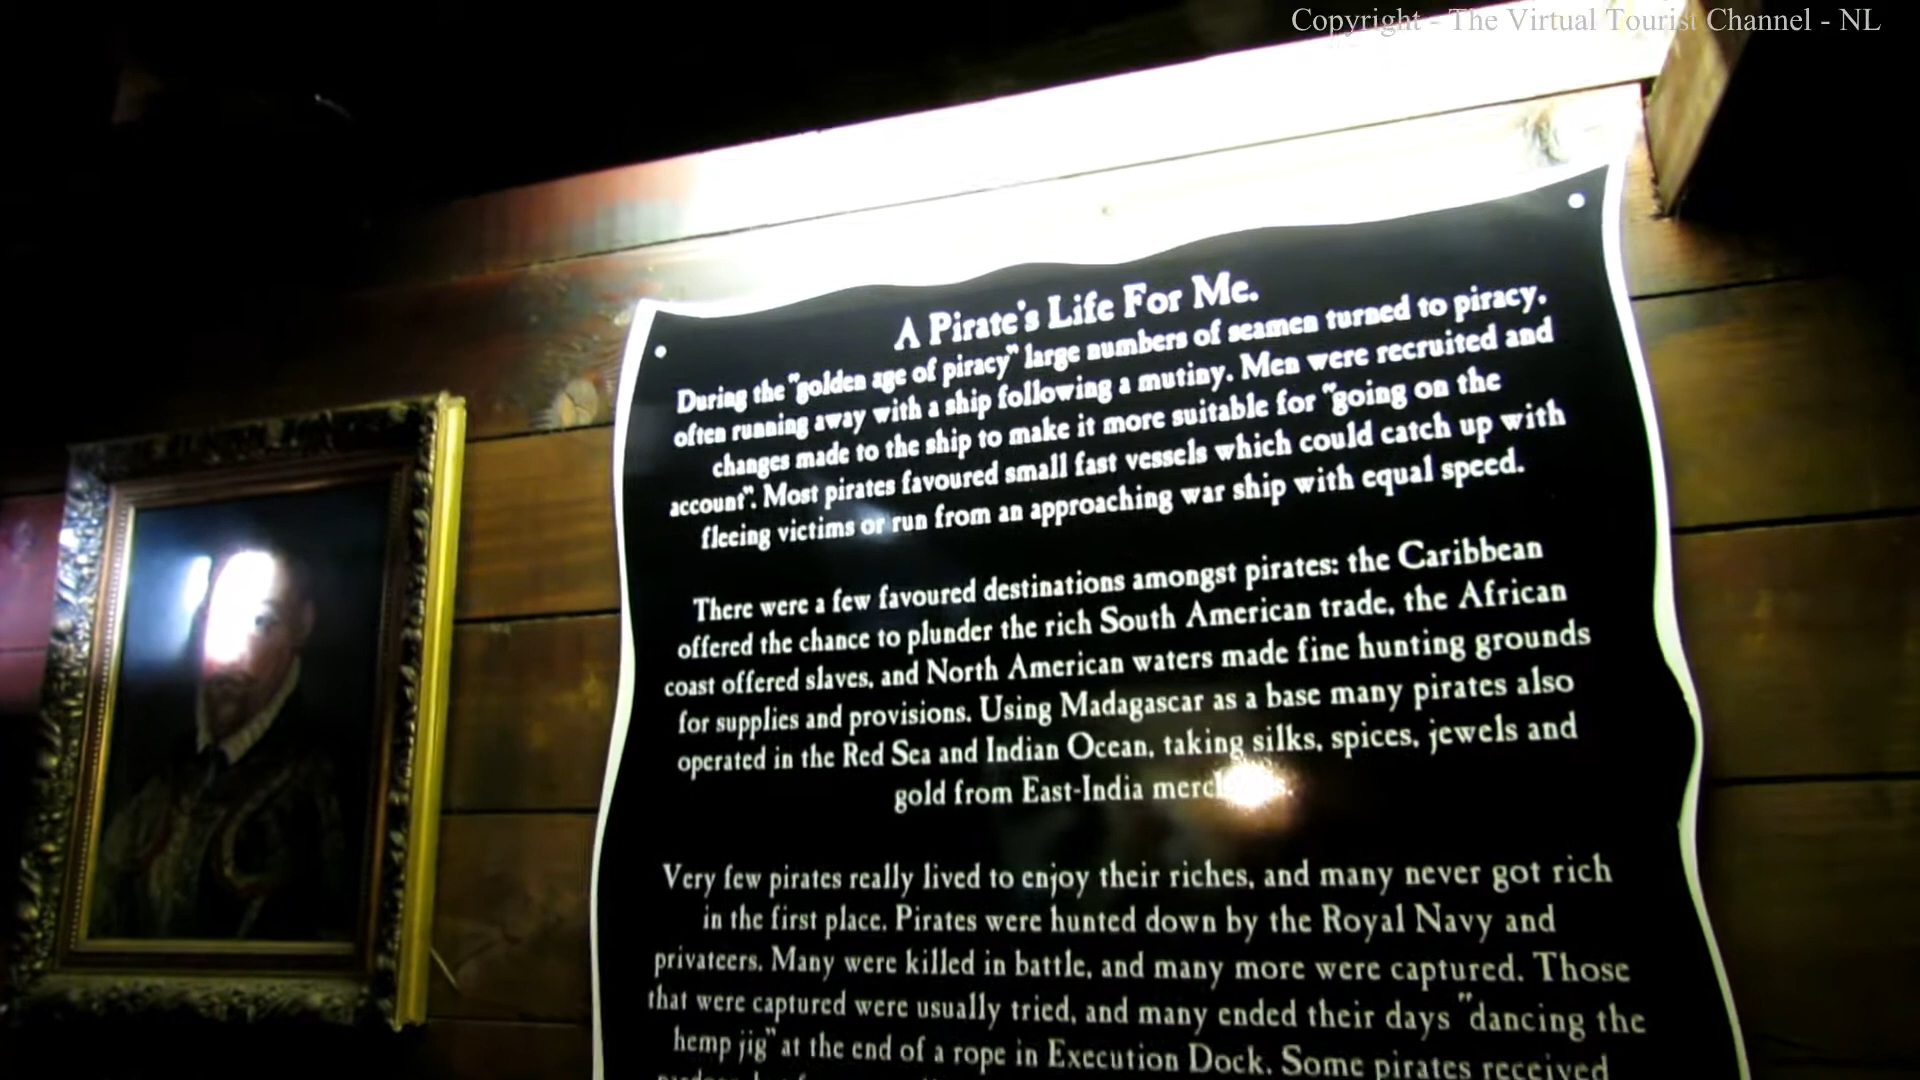 Copyright - The Virtual Tourist Channel - NL
A Pirate's Life For Me.
During the "golden age of piracy" large numbers of seamen turned to piracy,
often running away with a ship following a mutiny. Men were recruited and
changes made to the ship to make it more suitable for "going on the
account". Most pirates favoured small fast vessels which could catch up with
fleeing victims or run from an approaching war ship with equal speed.
There were a few favoured destinations amongst pirates: the Caribbean
offered the chance to plunder the rich South American trade, the African
coast offered slaves, and North American waters made fine hunting grounds
for supplies and provisions. Using Madagascar as a base many pirates also
operated in the Red Sea and Indian Ocean, taking silks, spices, jewels and
gold from East-India
Very few pirates really lived to enjoy their riches, and many never got rich
in the first place. Pirates were hunted down by the Royal Navy and
privateers. Many were killed in battle, and many more were captured. Those
that were captured were usually tried, and many ended their days "dancing the
hemp jig" at the end of a rope in Execution Dock. Some pirates received